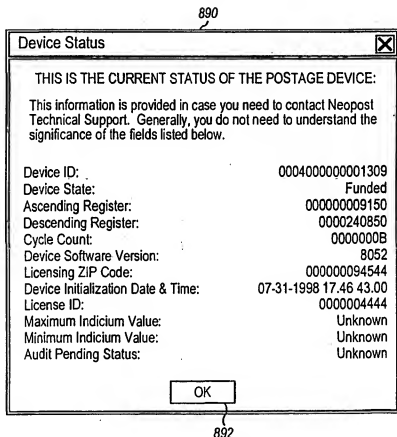 890
Device Status
THIS IS THE CURRENT STATUS OF THE POSTAGE DEVICE:
This information is provided in case you need to contact Neopost
Technical Support. Generally, you do not need to understand the
significance of the fields listed below.
Device ID: 0004000000001309
Device State: Funded
Ascending Register: 000000009150
Descending Register: 0000240850
Cycle Count: 0000000B
Device Software Version: 8052
Licensing ZIP Code: 000000094544
Device Initialization Date & Time: 07-31-1998 17.46 43.00
License ID: 0000004444
Maximum Indicium Value: Unknown
Minimum Indicium Value: Unknown
Audit Pending Status: Unknown
OK
892